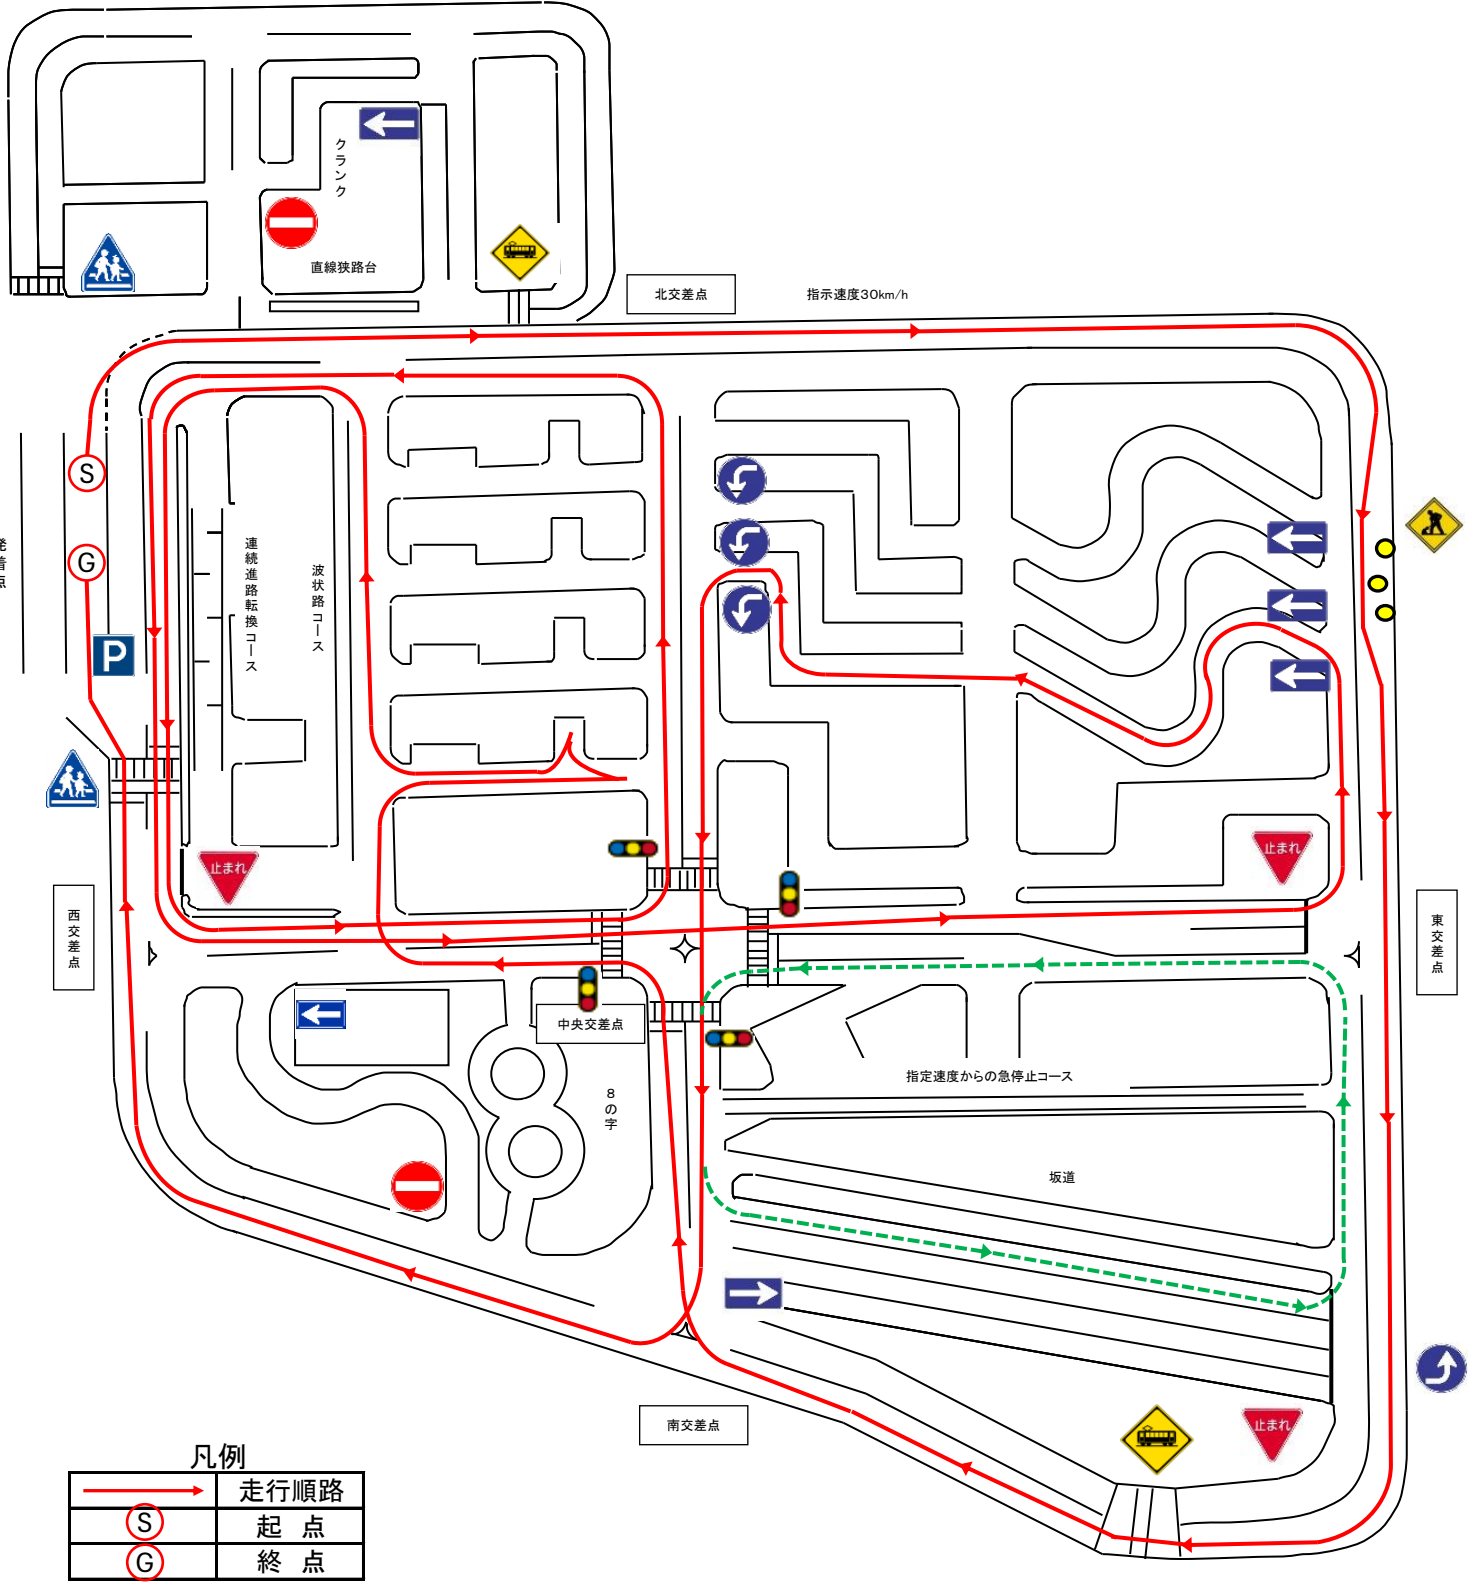 クランク
直線狭路台
北交差点
指示速度30km/h
S
G
発着点
P
連続進路転換コース
波状路コース
止まれ
止まれ
西交差点
東交差点
中央交差点
8の字
指定速度からの急停止コース
坂道
南交差点
止まれ
凡例
走行順路
S 起 点
G 終 点